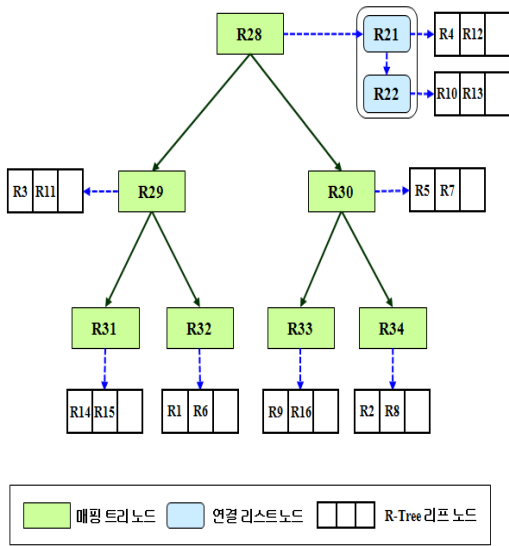 R28 R21 R4 R12
R22 R10 R13
R3 R11 R29 R30 R5 R7
R31 R32 R33 R34
R14 R15 R1 R6 R9 R16 R2 R8
매핑 트리 노드 연결 리스트 노드 R-Tree 리프 노드